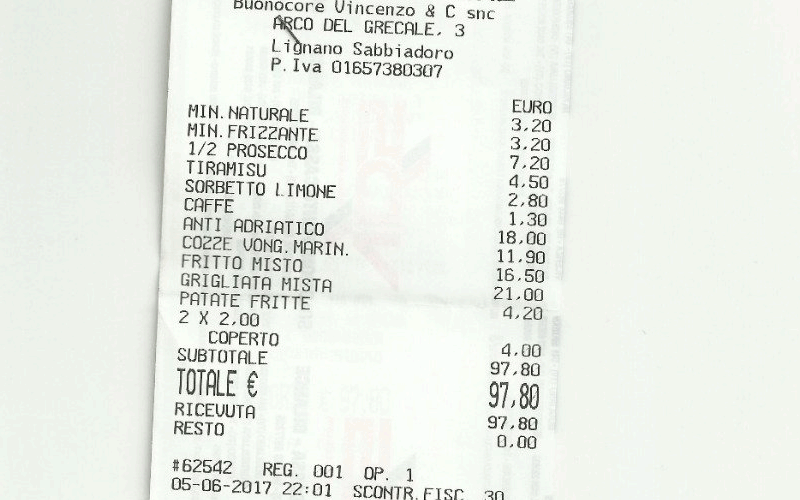 Buonocore Vincenzo & C snc
ARCO DEL GRECALE, 3
Lignano Sabbiadoro
P.Iva 01657380307
EURO
MIN.NATURALE 3,20
MIN.FRIZZANTE 3,20
1/2 PROSECCO 7,20
TIRAMISU 4,50
SORBETTO LIMONE 2,80
CAFFE 1,30
ANTI ADRIATICO 18,00
COZZE VONG.MARIN. 11,90
FRITTO MISTO 16,50
GRIGLIATA MISTA 21,00
PATATE FRITTE 4,20
2 X 2,00
COPERTO 4,00
SUBTOTALE 97,80
TOTALE € 97,80
RICEVUTA 97,80
RESTO 0,00
#62542 REG. 001 OP. 1
05-06-2017 22:01 SCONTR.FISC 30